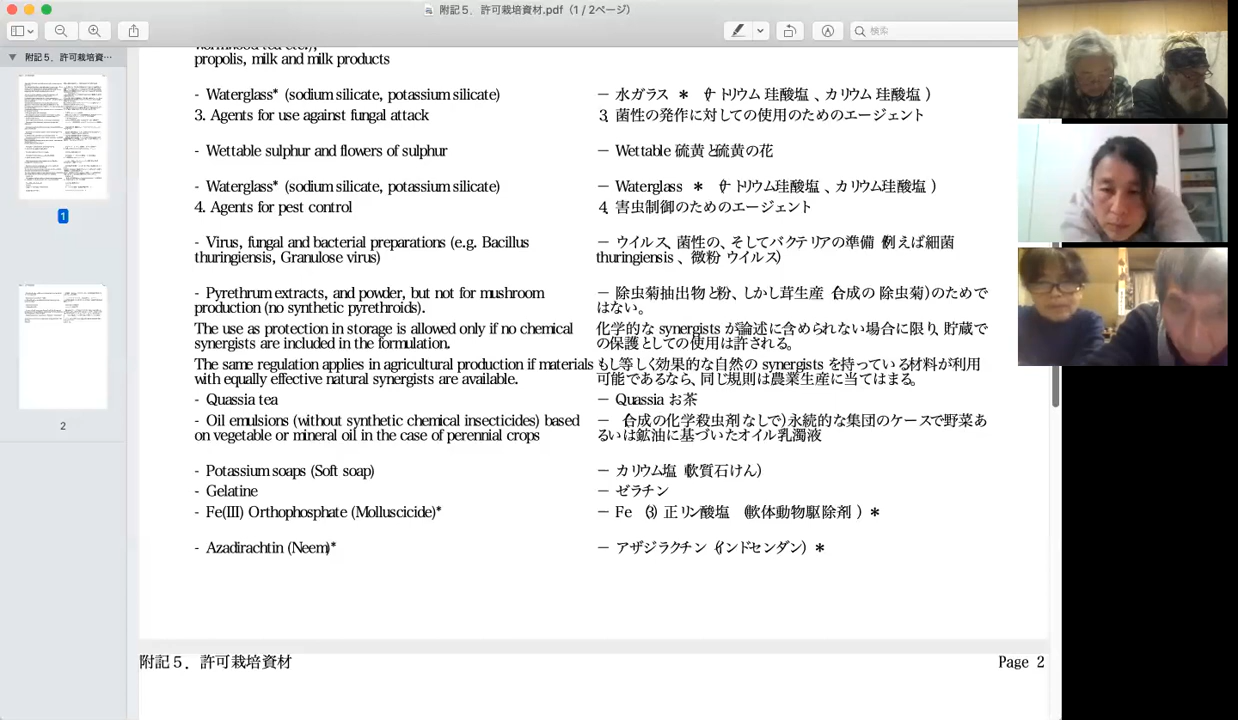 附記５．許可栽培資材.pdf（1 / 2ページ）
検索
附記５．許可栽培資…
1
2
propolis, milk and milk products
- Waterglass* (sodium silicate, potassium silicate)
3. Agents for use against fungal attack
- Wettable sulphur and flowers of sulphur
- Waterglass* (sodium silicate, potassium silicate)
4. Agents for pest control
- Virus, fungal and bacterial preparations (e.g. Bacillus
thuringiensis, Granulose virus)
- Pyrethrum extracts, and powder, but not for mushroom
production (no synthetic pyrethroids).
The use as protection in storage is allowed only if no chemical
synergists are included in the formulation.
The same regulation applies in agricultural production if materials
with equally effective natural synergists are available.
- Quassia tea
- Oil emulsions (without synthetic chemical insecticides) based
on vegetable or mineral oil in the case of perennial crops
- Potassium soaps (Soft soap)
- Gelatine
- Fe(III) Orthophosphate (Molluscicide)*
- Azadirachtin (Neem)*
－ 水ガラス ＊ （ナトリウム珪酸塩、カリウム珪酸塩）
3. 菌性の発作に対しての使用のためのエージェント
－ Wettable 硫黄と硫黄の花
－ Waterglass ＊ （ナトリウム珪酸塩、カリウム珪酸塩）
4. 害虫制御のためのエージェント
－ ウイルス、菌性の、そしてバクテリアの準備（例えば細菌
thuringiensis 、微粉 ウイルス）
－ 除虫菊抽出物と粉、しかし茸生産（合成の 除虫菊）のためで
はない。
化学的な synergists が論述に含められない場合に限り、貯蔵で
の保護としての使用は許される。
もし等しく効果的な自然の synergists を持っている材料が利用
可能であるなら、同じ規則は農業生産に当てはまる。
－ Quassia お茶
－ （合成の化学殺虫剤なしで）永続的な集団のケースで野菜あ
るいは鉱油に基づいたオイル乳濁液
－ カリウム塩（軟質石けん）
－ ゼラチン
－ Fe （3）正リン酸塩 （軟体動物駆除剤）＊
－ アザジラクチン（インドセンダン）＊
附記５．許可栽培資材
Page 2